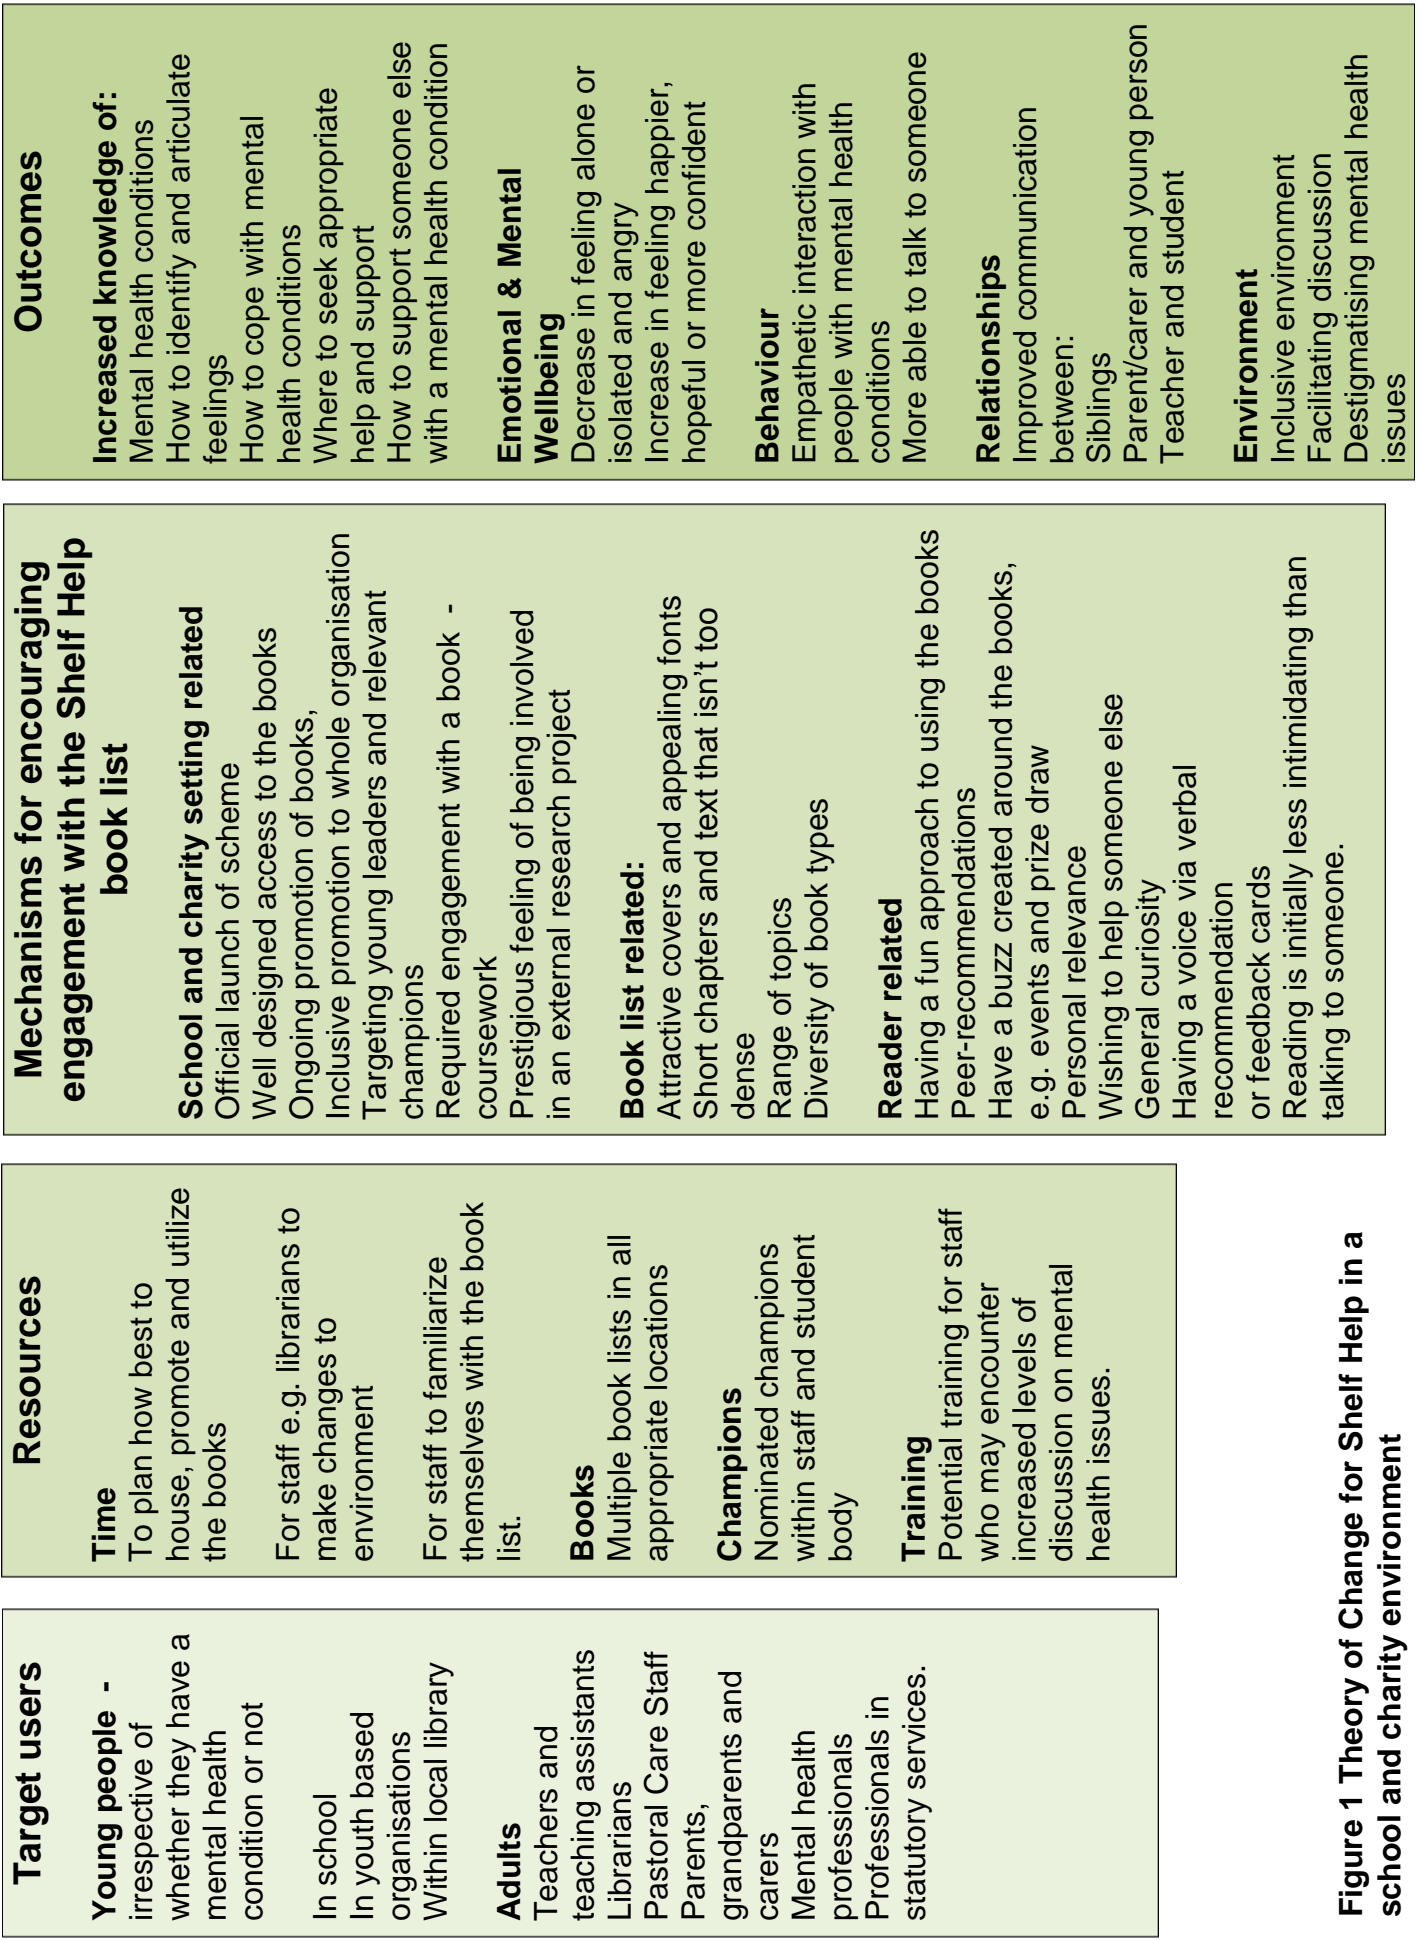 Target users
Young people  -
irrespective of
whether they have a
mental health
condition or not
In school
In youth based
organisations
Within local library
Adults
Teachers and
teaching assistants
Librarians
Pastoral Care Staff
Parents,
grandparents and
carers
Mental health
professionals
Professionals in
statutory services.
Resources
Time
To plan how best to
house, promote and utilize
the books
For staff e.g. librarians to
make changes to
environment
For staff to familiarize
themselves with the book
list.
Books
Multiple book lists in all
appropriate locations
Champions
Nominated champions
within staff and student
body
Training
Potential training for staff
who may encounter
increased levels of
discussion on mental
health issues.
Mechanisms for encouraging
engagement with the Shelf Help
book list
School and charity setting related
Official launch of scheme
Well designed access to the books
Ongoing promotion of books,
Inclusive promotion to whole organisation
Targeting young leaders and relevant
champions
Required engagement with a book  -
coursework
Prestigious feeling of being involved
in an external research project
Book list related:
Attractive covers and appealing fonts
Short chapters and text that isn't too
dense
Range of topics
Diversity of book types
Reader related
Having a fun approach to using the books
Peer-recommendations
Have a buzz created around the books,
e.g. events and prize draw
Personal relevance
Wishing to help someone else
General curiosity
Having a voice via verbal
recommendation
or feedback cards
Reading is initially less intimidating than
talking to someone.
Outcomes
Increased knowledge of:
Mental health conditions
How to identify and articulate
feelings
How to cope with mental
health conditions
Where to seek appropriate
help and support
How to support someone else
with a mental health condition
Emotional & Mental
Wellbeing
Decrease in feeling alone or
isolated and angry
Increase in feeling happier,
hopeful or more confident
Behaviour
Empathetic interaction with
people with mental health
conditions
More able to talk to someone
Relationships
Improved communication
between:
Siblings
Parent/carer and young person
Teacher and student
Environment
Inclusive environment
Facilitating discussion
Destigmatising mental health
issues
Figure 1 Theory of Change for Shelf Help in a
school and charity environment